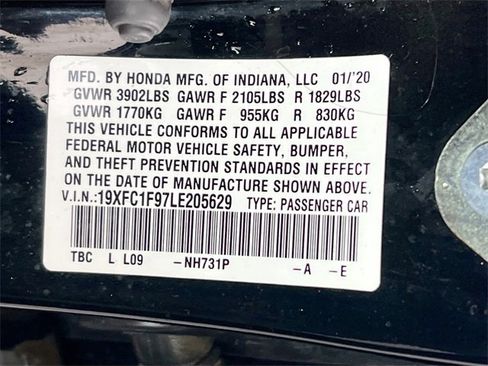 MFD. BY HONDA MFG. OF INDIANA, LLC 01/'20
GVWR 3902LBS GAWR F 2105LBS R 1829LBS
GVWR 1770KG GAWR F 955KG R 830KG
THIS VEHICLE CONFORMS TO ALL APPLICABLE
FEDERAL MOTOR VEHICLE SAFETY, BUMPER,
AND THEFT PREVENTION STANDARDS IN EFFECT
ON THE DATE OF MANUFACTURE SHOWN ABOVE.
V.I.N.:19XFC1F97LE205629 TYPE: PASSENGER CAR
TBC L L09 -NH731P -A -E